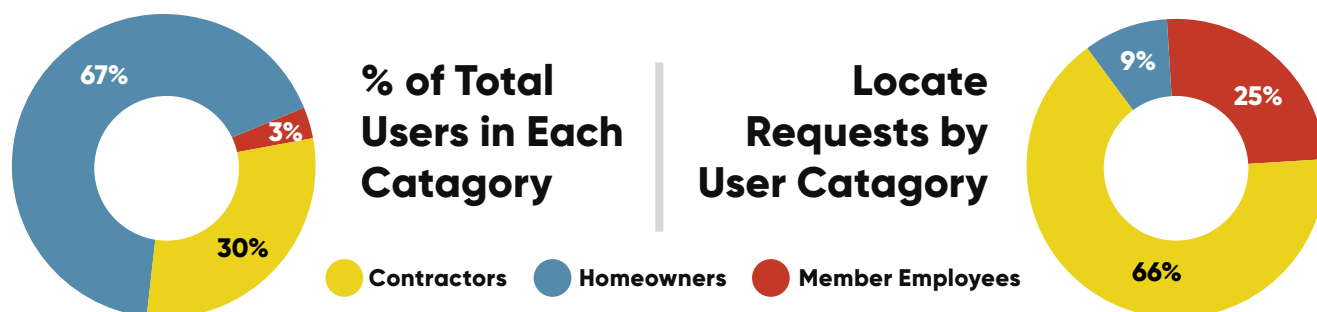 67%
3%
30%
% of Total
Users in Each
Catagory
Locate
Requests by
User Catagory
9%
25%
66%
Contractors
Homeowners
Member Employees